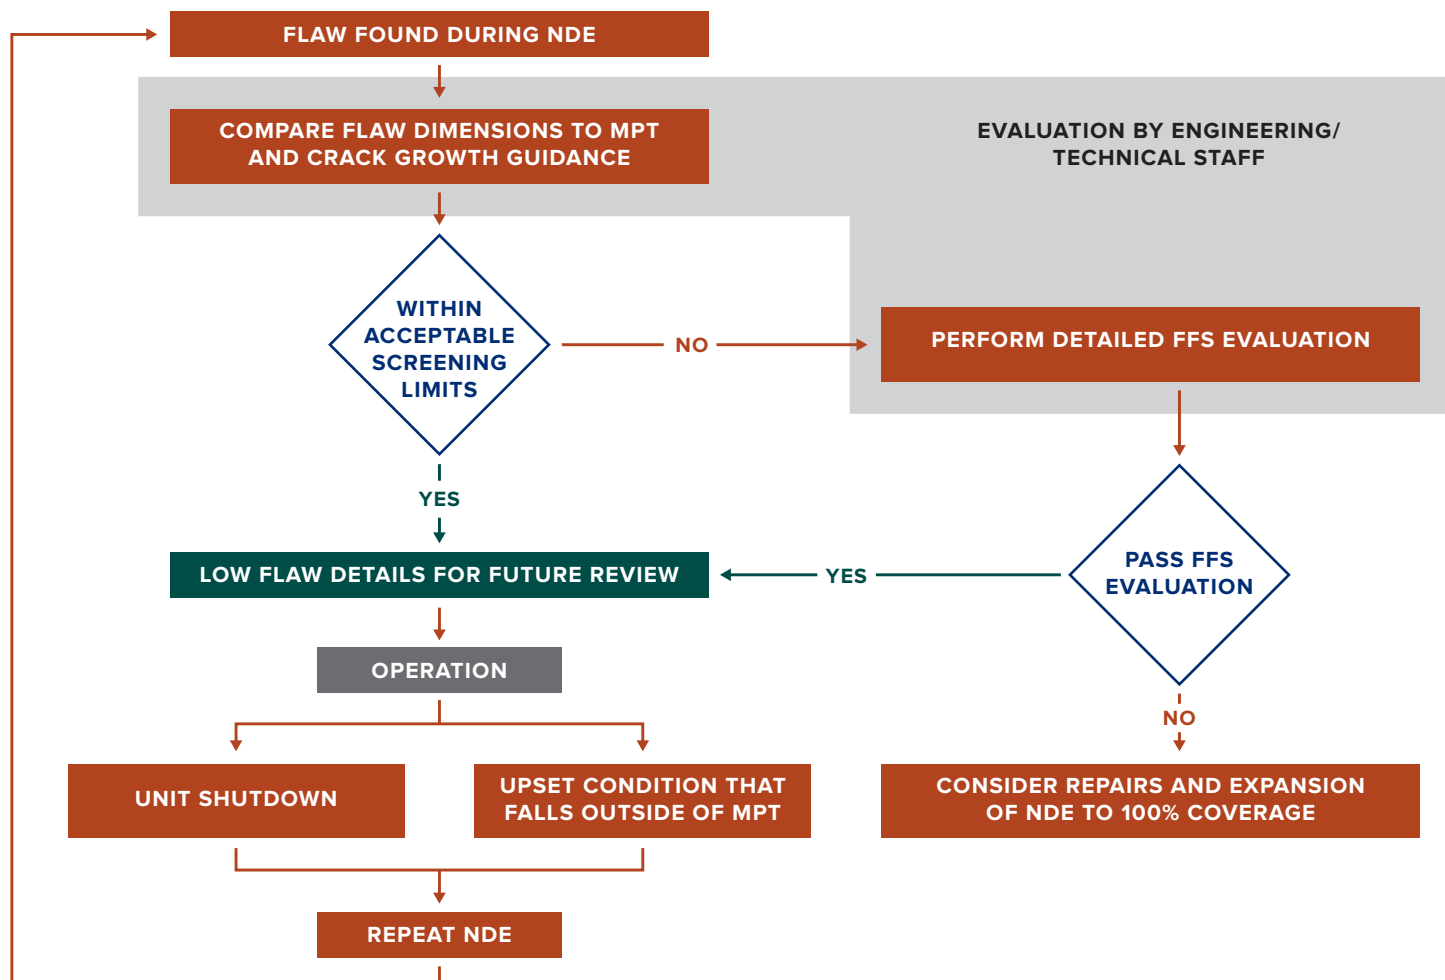 FLAW FOUND DURING NDE
COMPARE FLAW DIMENSIONS TO MPT
AND CRACK GROWTH GUIDANCE
EVALUATION BY ENGINEERING/
TECHNICAL STAFF
WITHIN
ACCEPTABLE
SCREENING
LIMITS
NO
PERFORM DETAILED FFS EVALUATION
YES
LOW FLAW DETAILS FOR FUTURE REVIEW
YES
PASS FFS
EVALUATION
OPERATION
NO
UNIT SHUTDOWN
UPSET CONDITION THAT
FALLS OUTSIDE OF MPT
CONSIDER REPAIRS AND EXPANSION
OF NDE TO 100% COVERAGE
REPEAT NDE